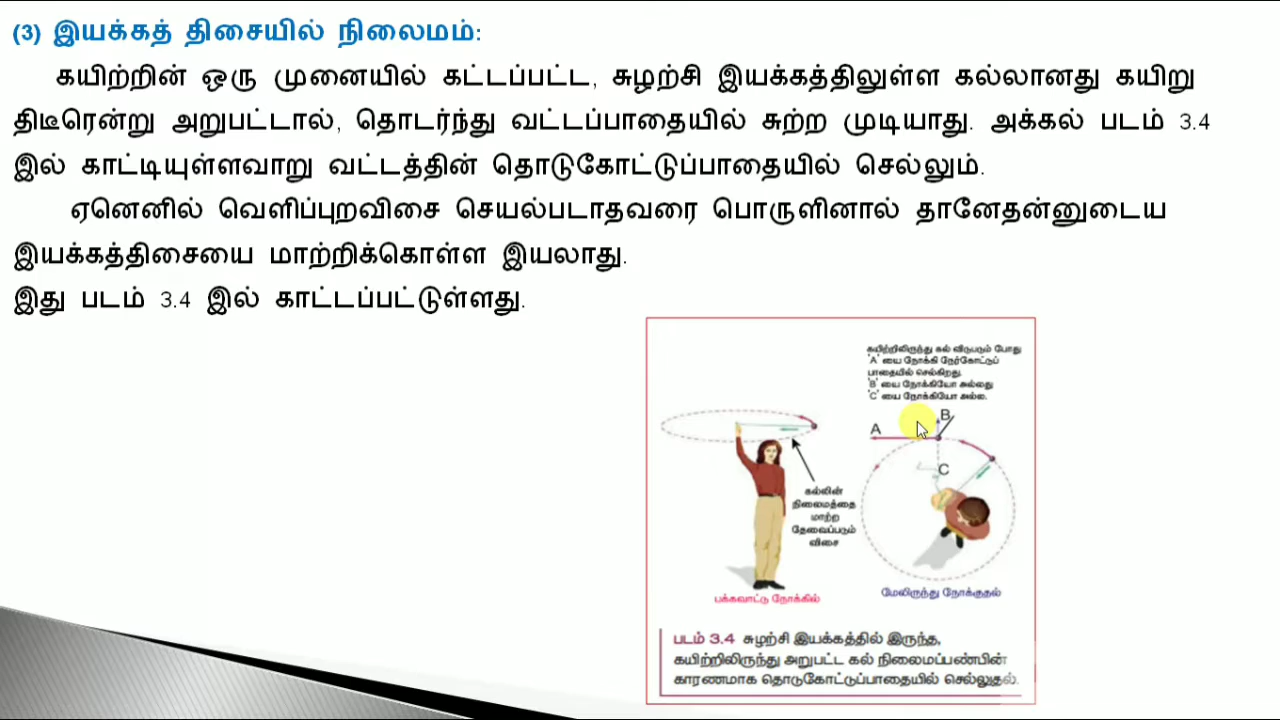 (3) இயக்கத் திசையில் நிலைமம்:
கயிற்றின் ஒரு முனையில் கட்டப்பட்ட, சுழற்சி இயக்கத்திலுள்ள கல்லானது கயிறு
திடீரென்று அறுபட்டால், தொடர்ந்து வட்டப்பாதையில் சுற்ற முடியாது. அக்கல் படம் 3.4
இல் காட்டியுள்ளவாறு வட்டத்தின் தொடுகோட்டுப்பாதையில் செல்லும்.
ஏனெனில் வெளிப்புறவிசை செயல்படாதவரை பொருளினால் தானேதன்னுடைய
இயக்கத்திசையை மாற்றிக்கொள்ள இயலாது.
இது படம் 3.4 இல் காட்டப்பட்டுள்ளது.
கயிற்றிலிருந்து கல் விடுபடும் போது
'A' யை நோக்கி நேர்கோட்டுப்
பாதையில் செல்கிறது.
'B' யை நோக்கியோ அல்லது
'C' யை நோக்கியோ அல்ல.
A
B
C
கல்லின்
நிலைமத்தை
மாற்ற
தேவைப்படும்
விசை
பக்கவாட்டு நோக்கில்
மேலிருந்து நோக்குதல்
படம் 3.4 சுழற்சி இயக்கத்தில் இருந்த,
கயிற்றிலிருந்து அறுபட்ட கல் நிலைமப்பண்பின்
காரணமாக தொடுகோட்டுப்பாதையில் செல்லுதல்.